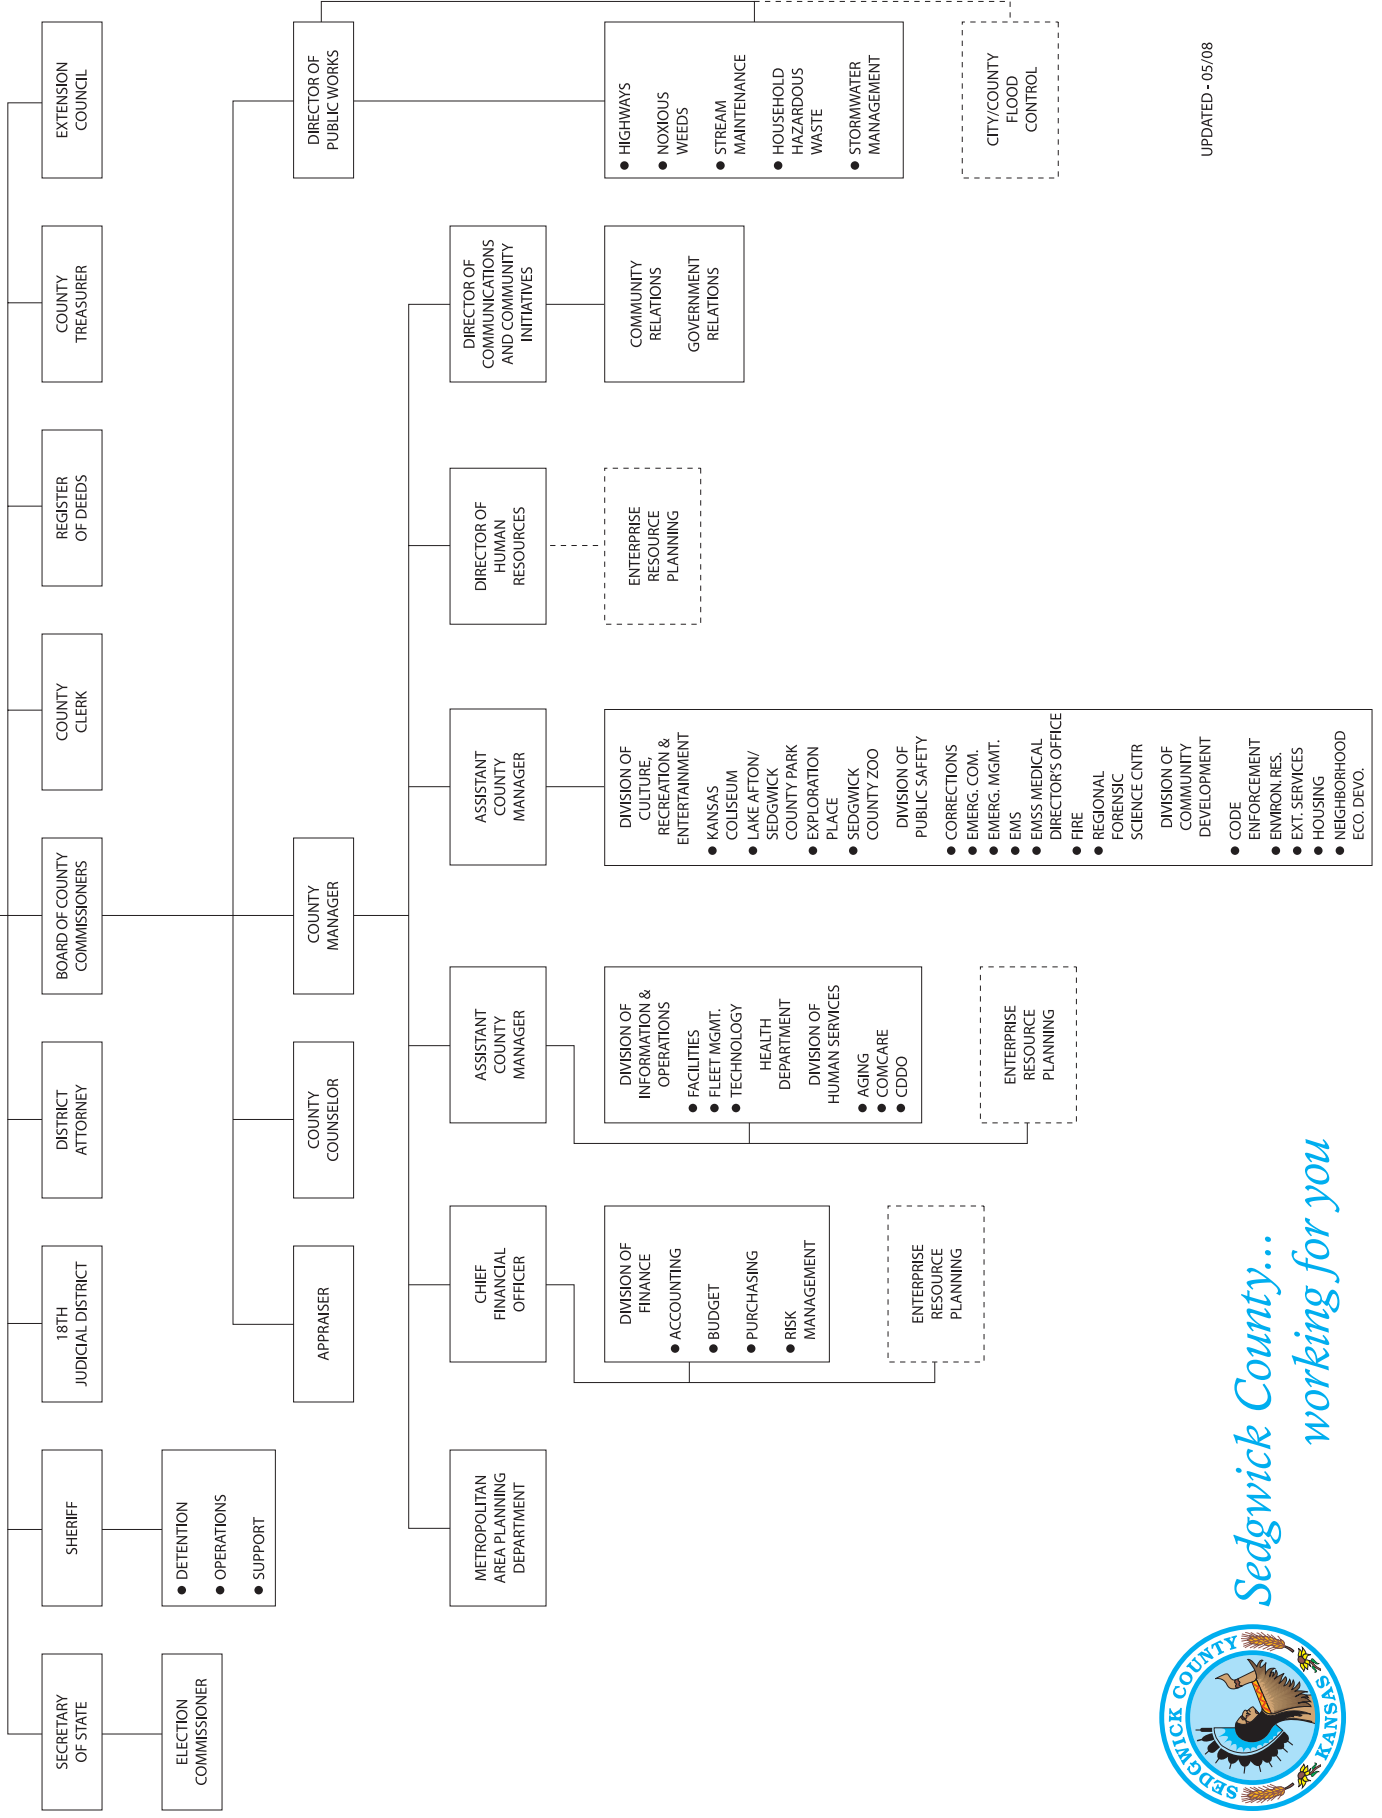 SECRETARY
OF STATE
SHERIFF
18TH
JUDICIAL DISTRICT
DISTRICT
ATTORNEY
BOARD OF COUNTY
COMMISSIONERS
COUNTY
CLERK
REGISTER
OF DEEDS
COUNTY
TREASURER
EXTENSION
COUNCIL
ELECTION
COMMISSIONER
● DETENTION
● OPERATIONS
● SUPPORT
APPRAISER
COUNTY
COUNSELOR
COUNTY
MANAGER
DIRECTOR OF
PUBLIC WORKS
METROPOLITAN
AREA PLANNING
DEPARTMENT
CHIEF
FINANCIAL
OFFICER
ASSISTANT
COUNTY
MANAGER
ASSISTANT
COUNTY
MANAGER
DIRECTOR OF
HUMAN
RESOURCES
DIRECTOR OF
COMMUNICATIONS
AND COMMUNITY
INITIATIVES
DIVISION OF
FINANCE
● ACCOUNTING
● BUDGET
● PURCHASING
● RISK
MANAGEMENT
ENTERPRISE
RESOURCE
PLANNING
DIVISION OF
INFORMATION &
OPERATIONS
● FACILITIES
● FLEET MGMT.
● TECHNOLOGY
HEALTH
DEPARTMENT
DIVISION OF
HUMAN SERVICES
● AGING
● COMCARE
● CDDO
ENTERPRISE
RESOURCE
PLANNING
DIVISION OF
CULTURE,
RECREATION &
ENTERTAINMENT
● KANSAS
COLISEUM
● LAKE AFTON/
SEDGWICK
COUNTY PARK
● EXPLORATION
PLACE
● SEDGWICK
COUNTY ZOO
DIVISION OF
PUBLIC SAFETY
● CORRECTIONS
● EMERG. COM.
● EMERG. MGMT.
● EMS
● EMSS MEDICAL
DIRECTOR'S OFFICE
● FIRE
● REGIONAL
FORENSIC
SCIENCE CNTR
DIVISION OF
COMMUNITY
DEVELOPMENT
● CODE
ENFORCEMENT
● ENVIRON. RES.
● EXT. SERVICES
● HOUSING
● NEIGHBORHOOD
ECO. DEVO.
ENTERPRISE
RESOURCE
PLANNING
COMMUNITY
RELATIONS
GOVERNMENT
RELATIONS
● HIGHWAYS
● NOXIOUS
WEEDS
● STREAM
MAINTENANCE
● HOUSEHOLD
HAZARDOUS
WASTE
● STORMWATER
MANAGEMENT
CITY/COUNTY
FLOOD
CONTROL
SEDGWICK COUNTY
KANSAS
Sedgwick County...
working for you
UPDATED - 05/08